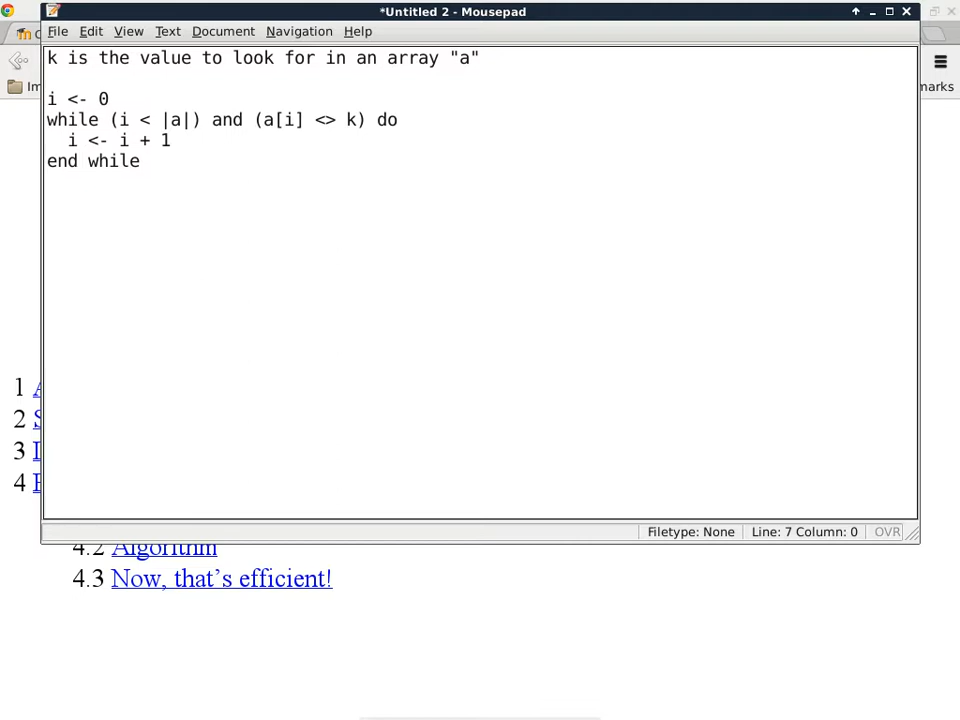 *Untitled 2 - Mousepad
File Edit View Text Document Navigation Help
k is the value to look for in an array "a"
i <- 0
while (i < |a|) and (a[i] <> k) do
i <- i + 1
end while
Im
marks
1
2
3
4
Filetype: None Line: 7 Column: 0 OVR
4.2 Algorithm
4.3 Now, that's efficient!